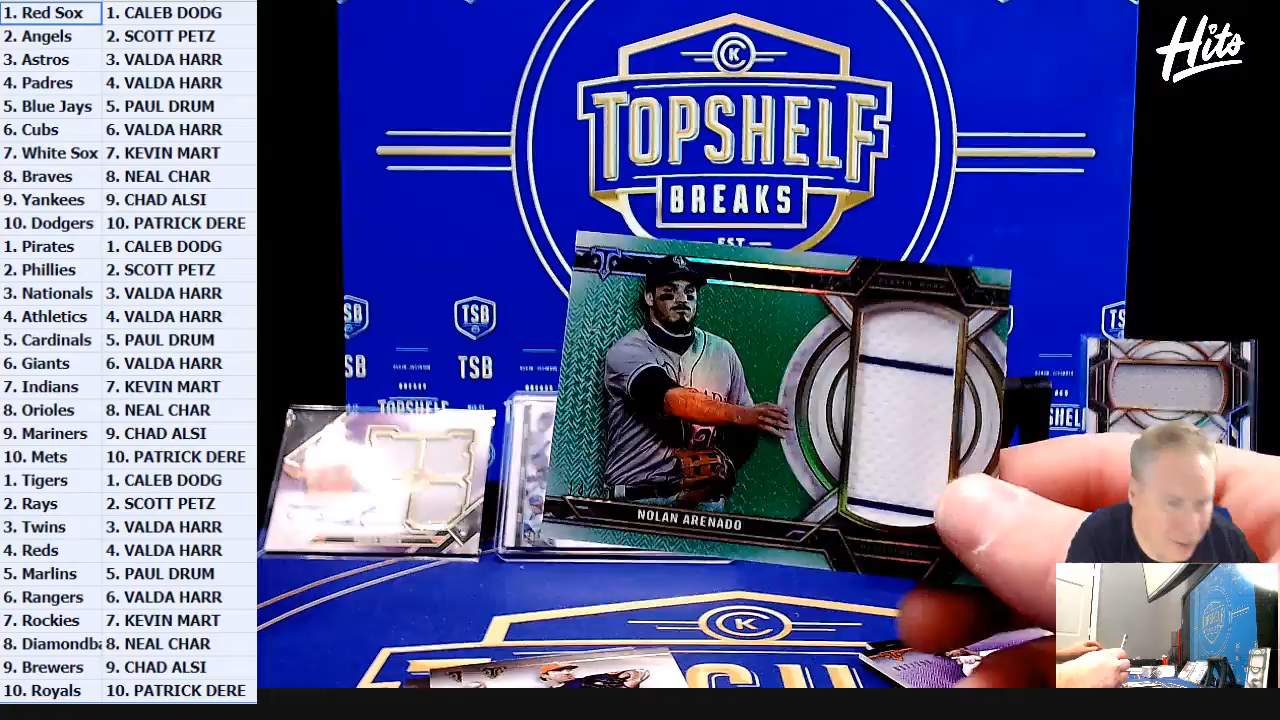 1. Red Sox 1. CALEB DODG
2. Angels 2. SCOTT PETZ
3. Astros 3. VALDA HARR
4. Padres 4. VALDA HARR
5. Blue Jays 5. PAUL DRUM
6. Cubs 6. VALDA HARR
7. White Sox 7. KEVIN MART
8. Braves 8. NEAL CHAR
9. Yankees 9. CHAD ALSI
10. Dodgers 10. PATRICK DERE
1. Pirates 1. CALEB DODG
2. Phillies 2. SCOTT PETZ
3. Nationals 3. VALDA HARR
4. Athletics 4. VALDA HARR
5. Cardinals 5. PAUL DRUM
6. Giants 6. VALDA HARR
7. Indians 7. KEVIN MART
8. Orioles 8. NEAL CHAR
9. Mariners 9. CHAD ALSI
10. Mets 10. PATRICK DERE
1. Tigers 1. CALEB DODG
2. Rays 2. SCOTT PETZ
3. Twins 3. VALDA HARR
4. Reds 4. VALDA HARR
5. Marlins 5. PAUL DRUM
6. Rangers 6. VALDA HARR
7. Rockies 7. KEVIN MART
8. Diamondba 8. NEAL CHAR
9. Brewers 9. CHAD ALSI
10. Royals 10. PATRICK DERE
Hits
CK
TOPSHELF
BREAKS
EST
SB
TSB
TS
SB
TSB
TOPSHELF
SHEL
NOLAN ARENADO
CK